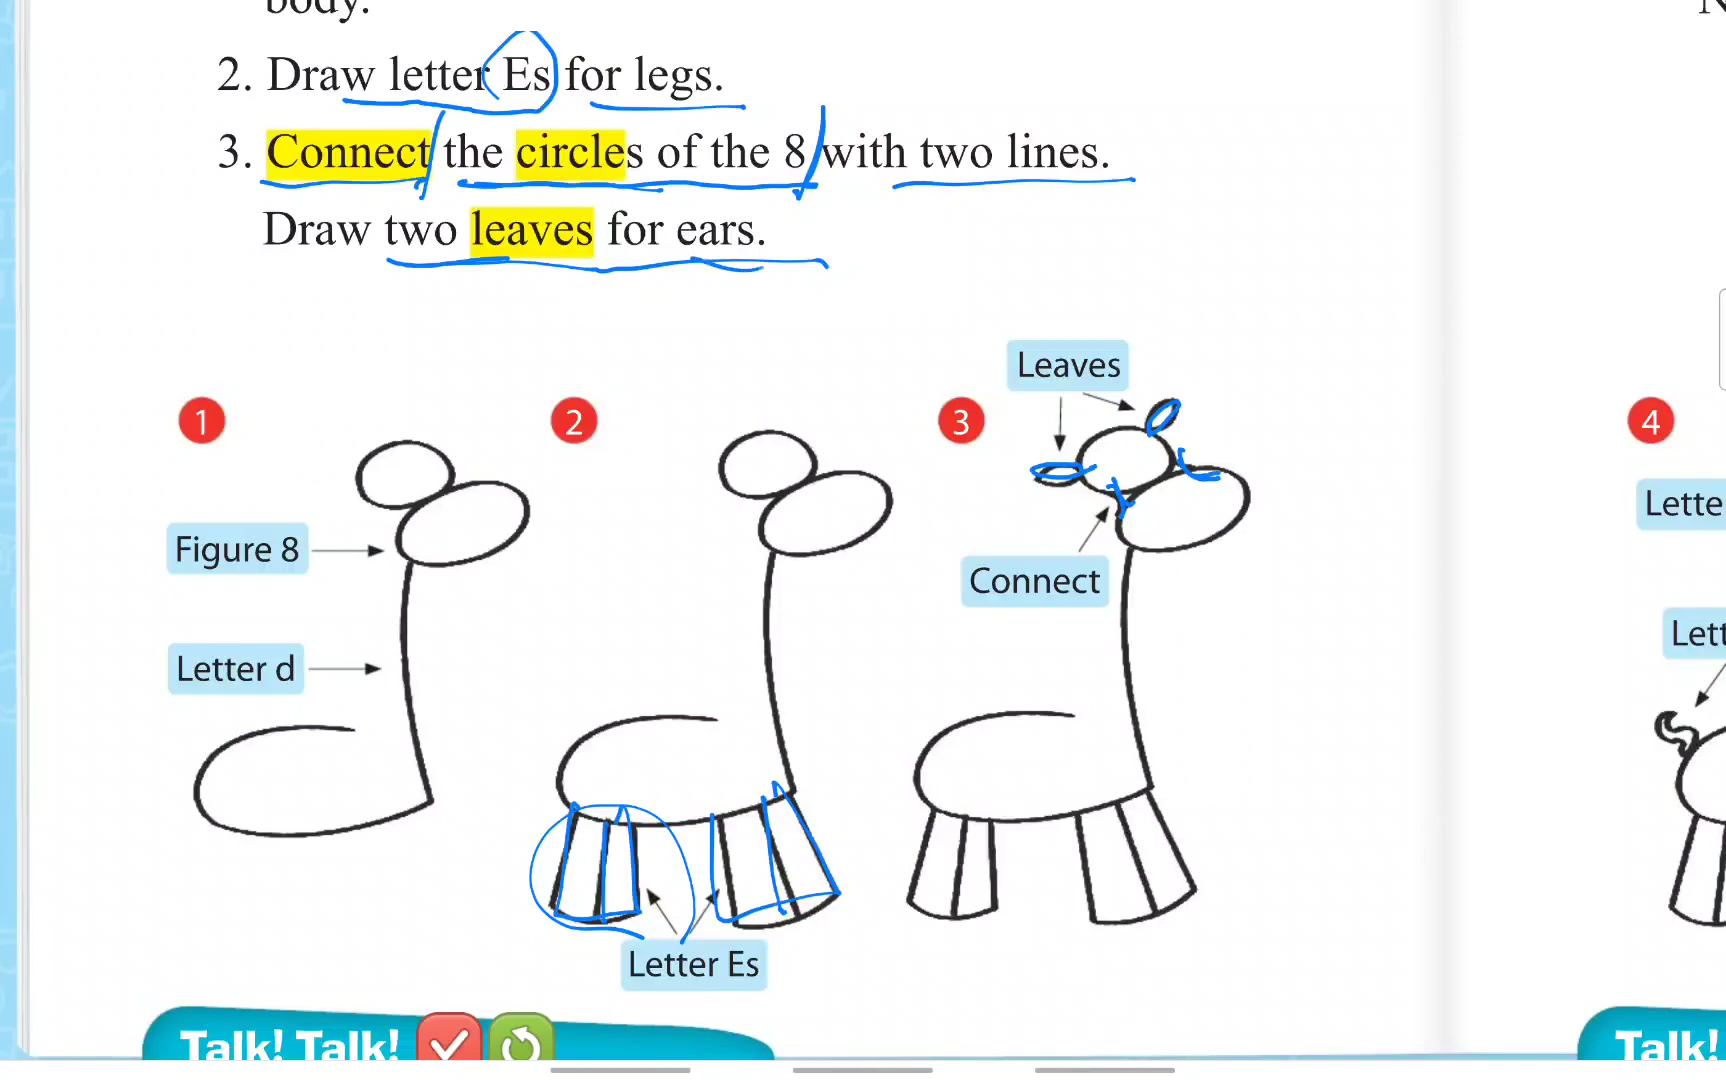 body.
2. Draw letter Es for legs.
3. Connect the circles of the 8 with two lines.
Draw two leaves for ears.
1
Figure 8
Letter d
2
Letter Es
3
Leaves
Connect
4
Talk! Talk!
Talk!